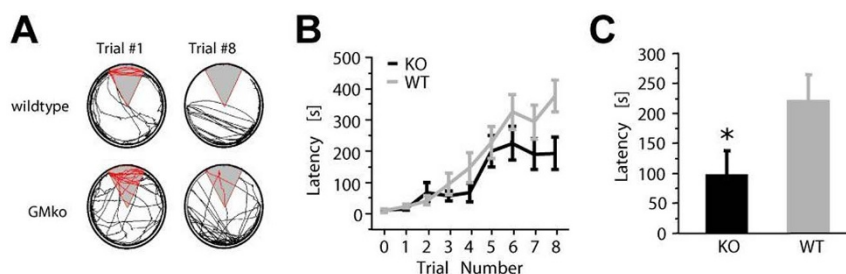 A
Trial #1 Trial #8
wildtype
GMko
B
KO
WT
Latency [s]
500
400
300
200
100
0
0 1 2 3 4 5 6 7 8
Trial Number
C
Latency [s]
300
250
200
150
100
50
0
*
KO WT